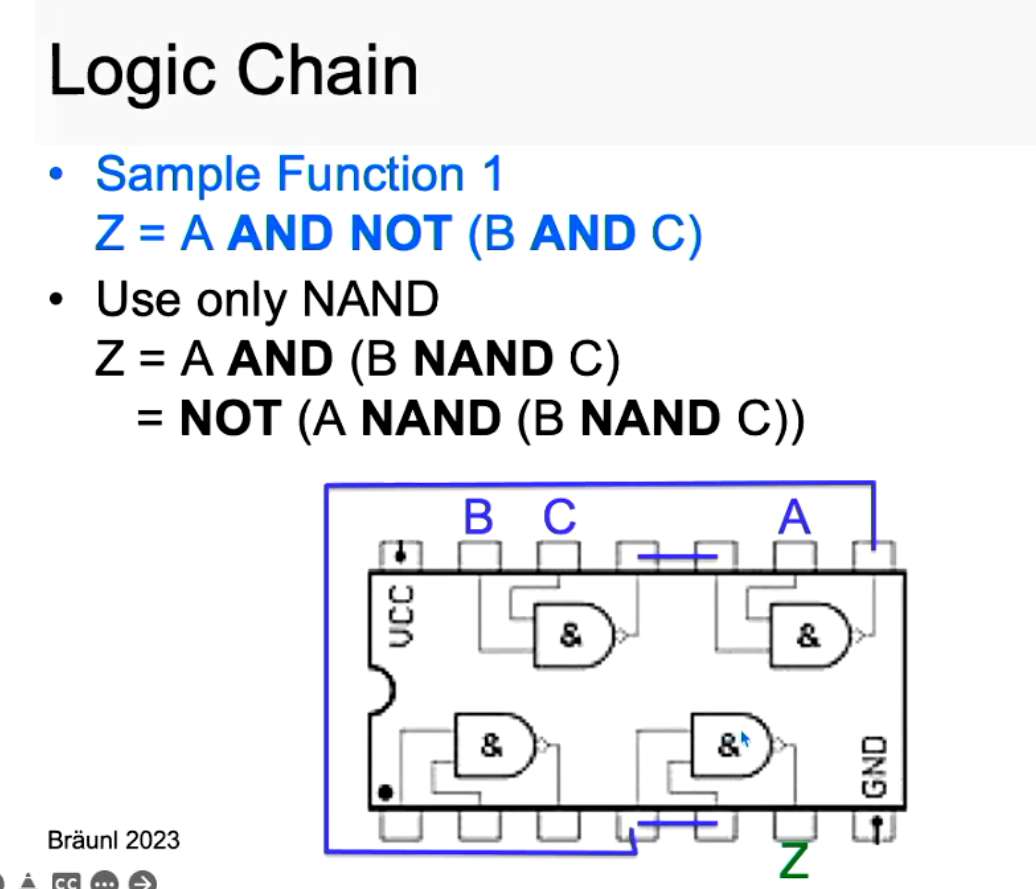 Logic Chain
• Sample Function 1
Z = A AND NOT (B AND C)
• Use only NAND
Z = A AND (B NAND C)
= NOT (A NAND (B NAND C))
B C A
VCC
& &
& &
GND
Z
Bräunl 2023
CC